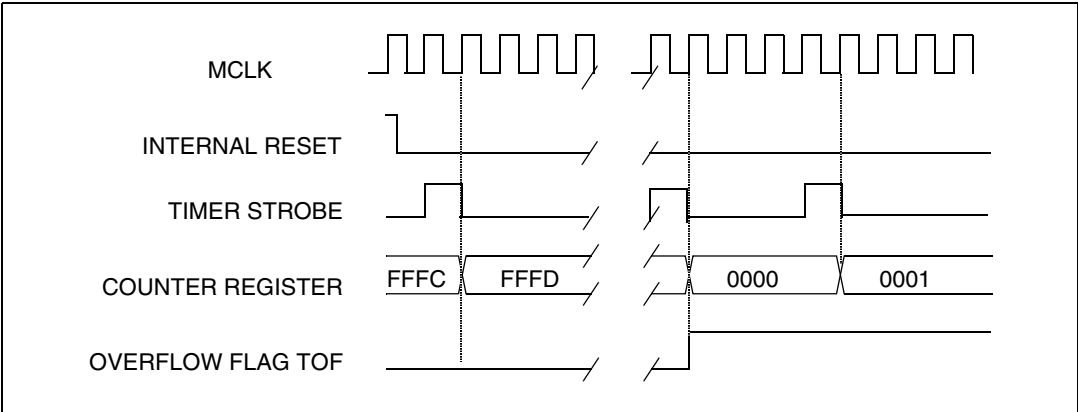 MCLK
INTERNAL RESET
TIMER STROBE
COUNTER REGISTER FFFC FFFD 0000 0001
OVERFLOW FLAG TOF